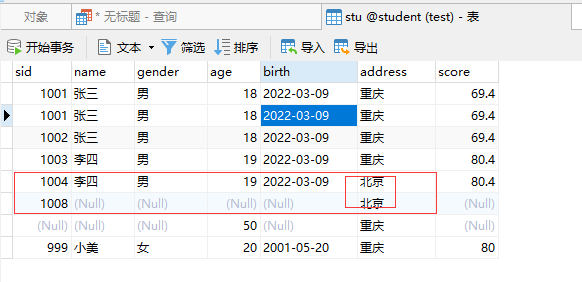 对象 * 无标题 - 查询 stu @student (test) - 表
开始事务 文本 筛选 排序 导入 导出
sid name gender age birth address score
1001 张三 男 18 2022-03-09 重庆 69.4
1001 张三 男 18 2022-03-09 重庆 69.4
1002 张三 男 18 2022-03-09 重庆 69.4
1003 李四 男 19 2022-03-09 重庆 80.4
1004 李四 男 19 2022-03-09 北京 80.4
1008 (Null) (Null) (Null) (Null) 北京 (Null)
(Null) (Null) (Null) 50 (Null) 重庆 (Null)
999 小美 女 20 2001-05-20 重庆 80